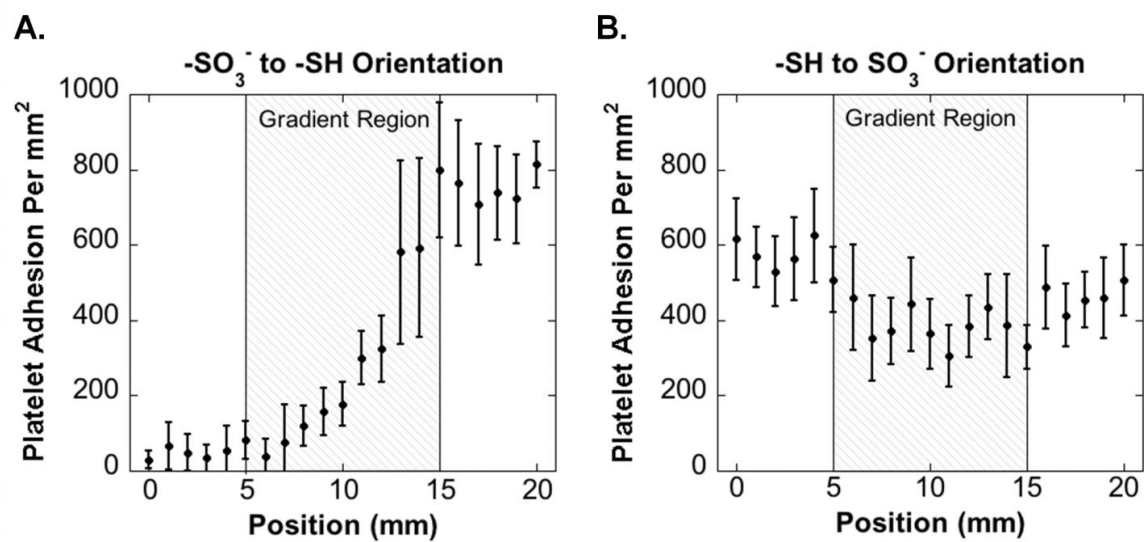 A.
-SO₃⁻ to -SH Orientation
Platelet Adhesion Per mm²
1000
800
600
400
200
0
Gradient Region
0 5 10 15 20
Position (mm)
B.
-SH to SO₃⁻ Orientation
Platelet Adhesion Per mm²
1000
800
600
400
200
0
Gradient Region
0 5 10 15 20
Position (mm)